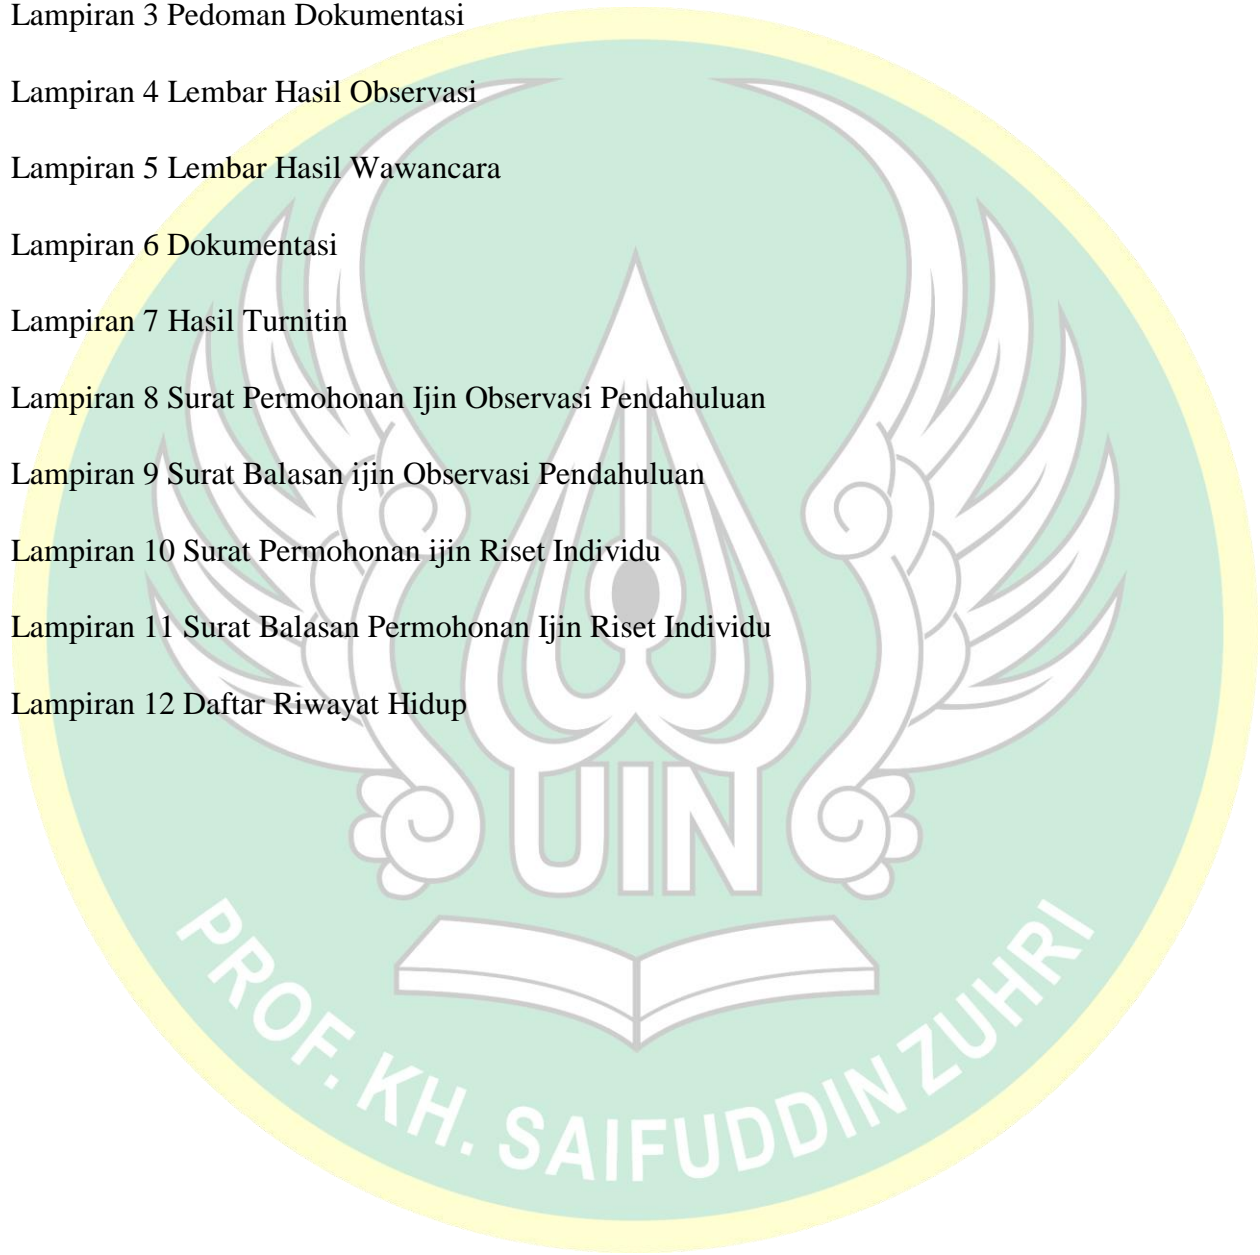 Lampiran 3 Pedoman Dokumentasi
Lampiran 4 Lembar Hasil Observasi
Lampiran 5 Lembar Hasil Wawancara
Lampiran 6 Dokumentasi
Lampiran 7 Hasil Turnitin
Lampiran 8 Surat Permohonan Ijin Observasi Pendahuluan
Lampiran 9 Surat Balasan ijin Observasi Pendahuluan
Lampiran 10 Surat Permohonan ijin Riset Individu
Lampiran 11 Surat Balasan Permohonan Ijin Riset Individu
Lampiran 12 Daftar Riwayat Hidup
UIN
PROF. KH. SAIFUDDIN ZUHRI